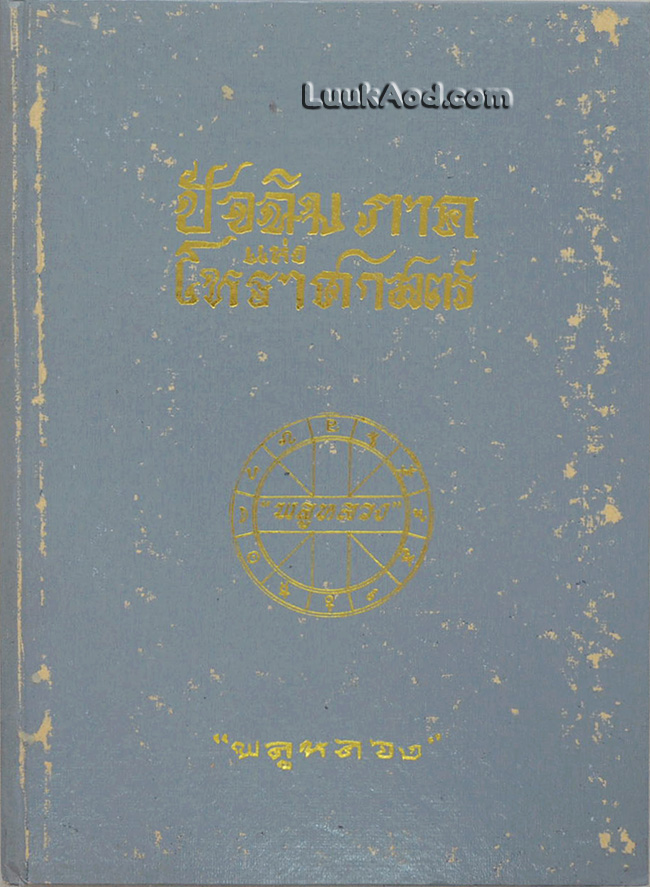 LuukAod.com
ปัจฉิมภาค
แห่ง
โหราศาสตร์
"พลูหลวง"
"พลูหลวง"